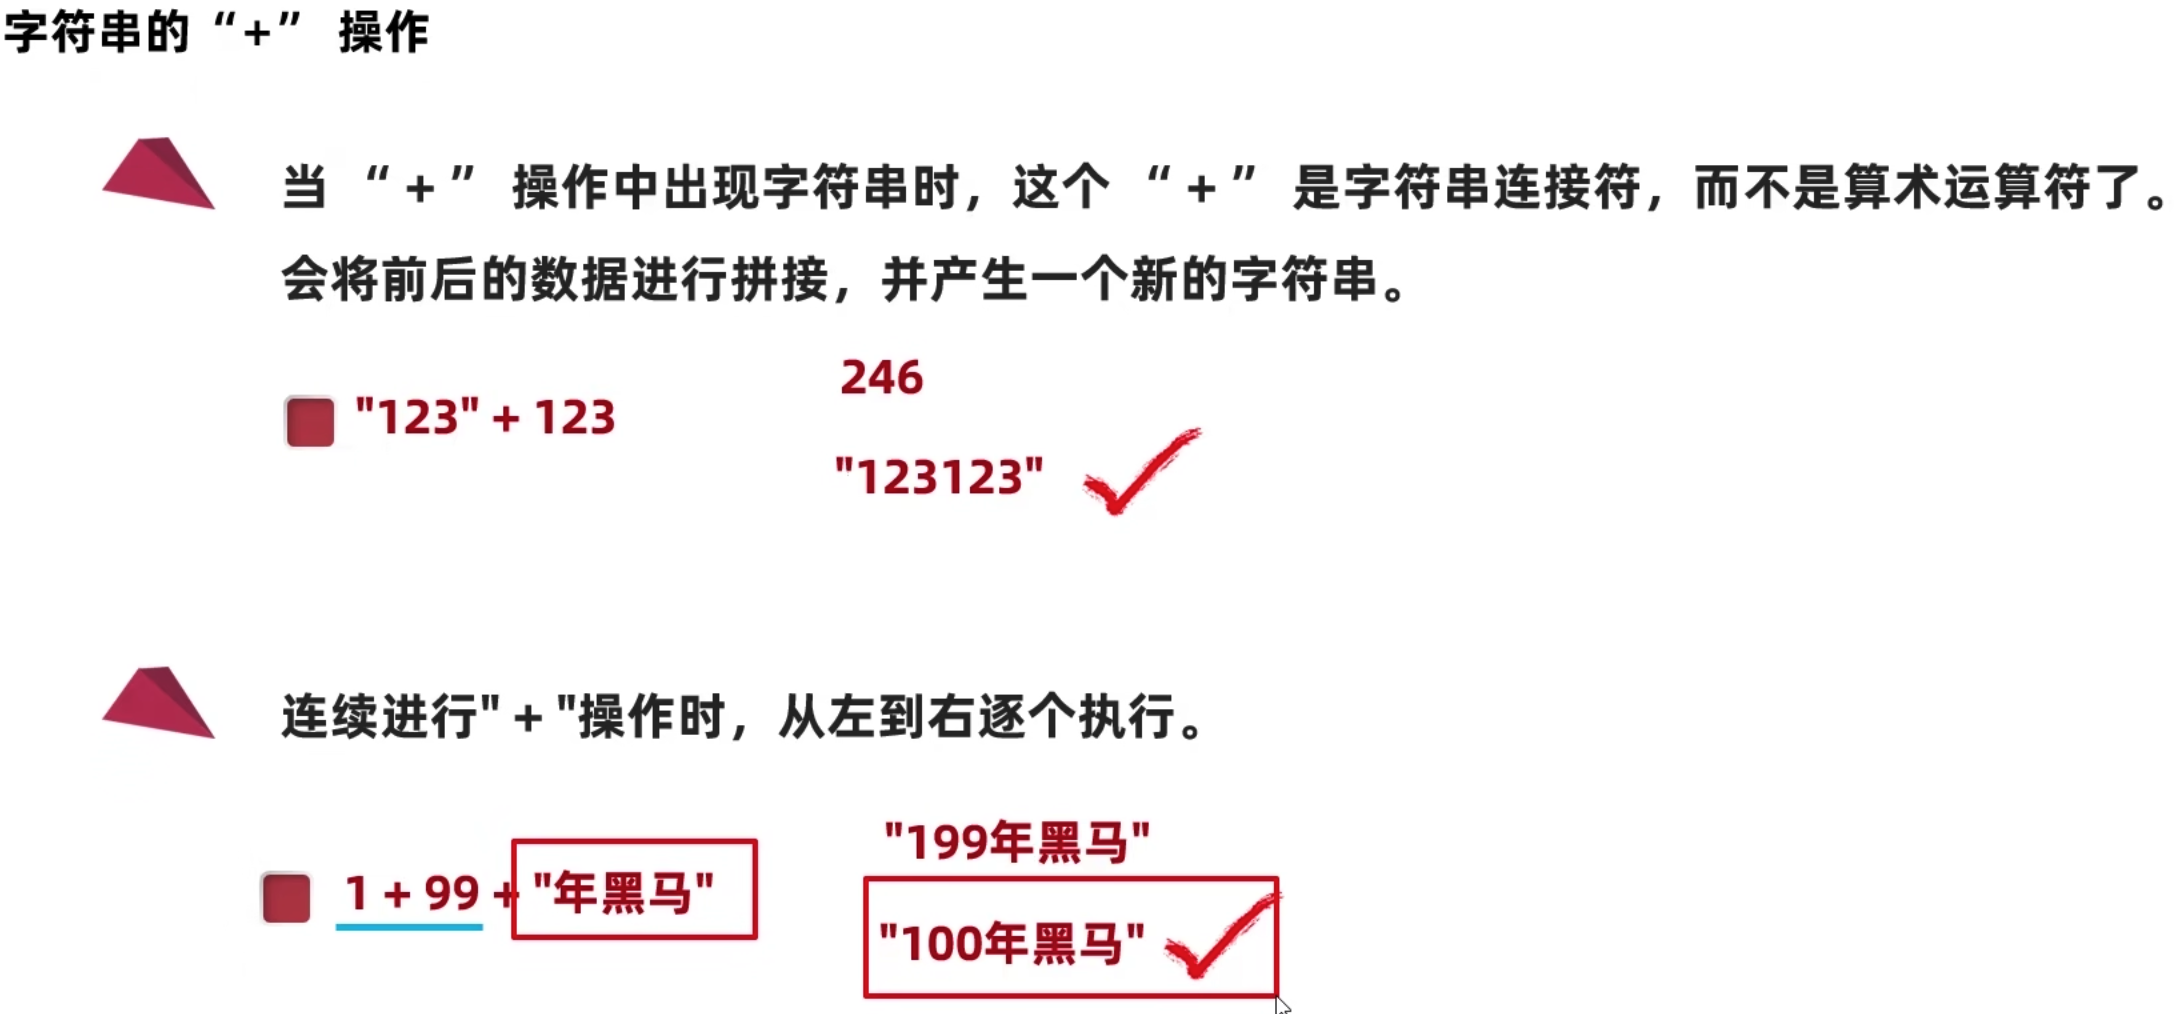 字符串的“+” 操作
当 “+” 操作中出现字符串时，这个 “+” 是字符串连接符，而不是算术运算符了。
会将前后的数据进行拼接，并产生一个新的字符串。
"123" + 123
246
"123123"
连续进行"+"操作时，从左到右逐个执行。
1 + 99 + "年黑马"
"199年黑马"
"100年黑马"